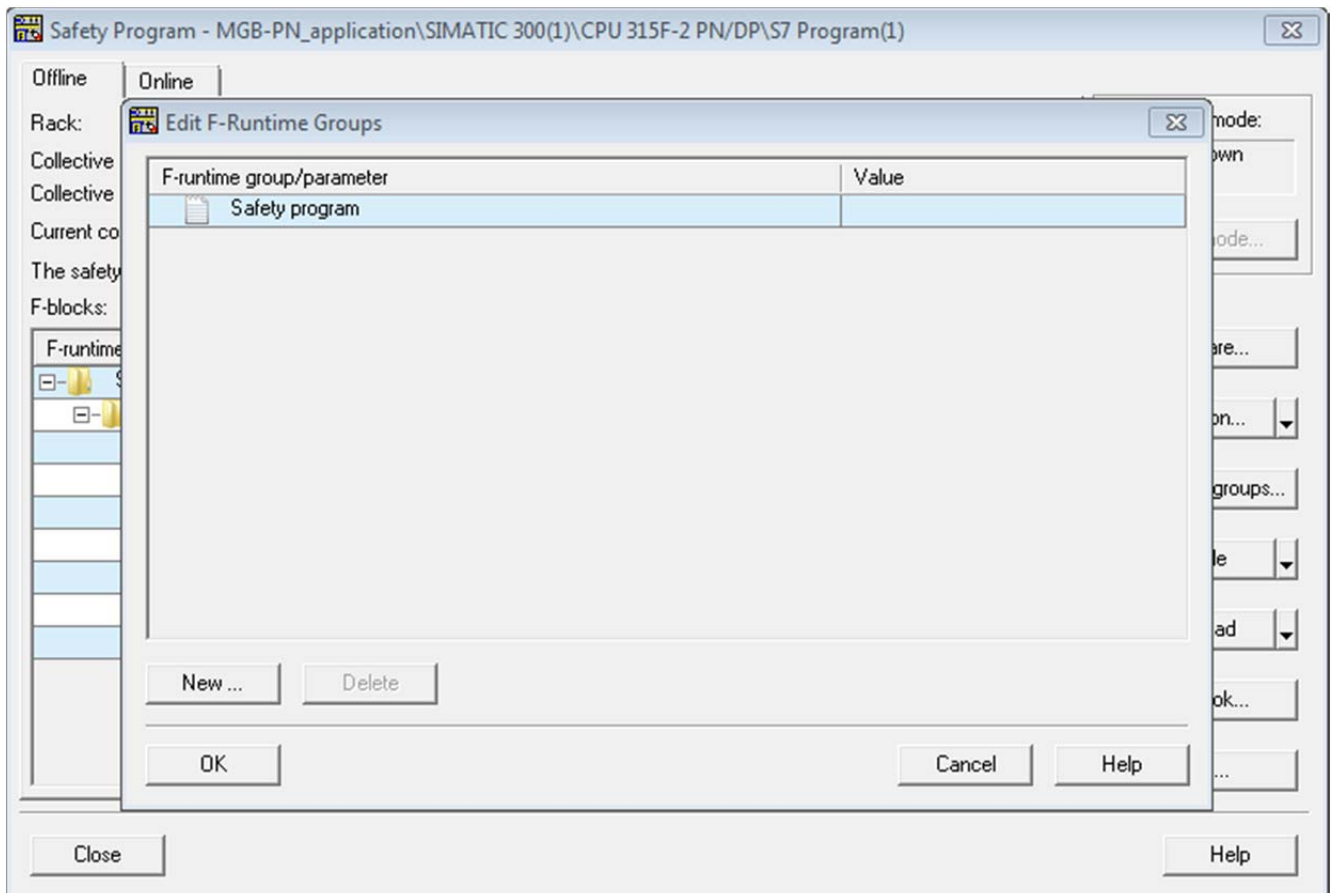 Safety Program - MGB-PN_application\SIMATIC 300(1)\CPU 315F-2 PN/DP\S7 Program(1)
Offline
Online
Rack:
Edit F-Runtime Groups
mode:
Collective
own
F-runtime group/parameter
Value
Collective
Safety program
Current co
ode...
The safety
F-blocks:
F-runtime
are...
on...
groups...
le
ad
New ...
Delete
ok...
OK
Cancel
Help
...
Close
Help